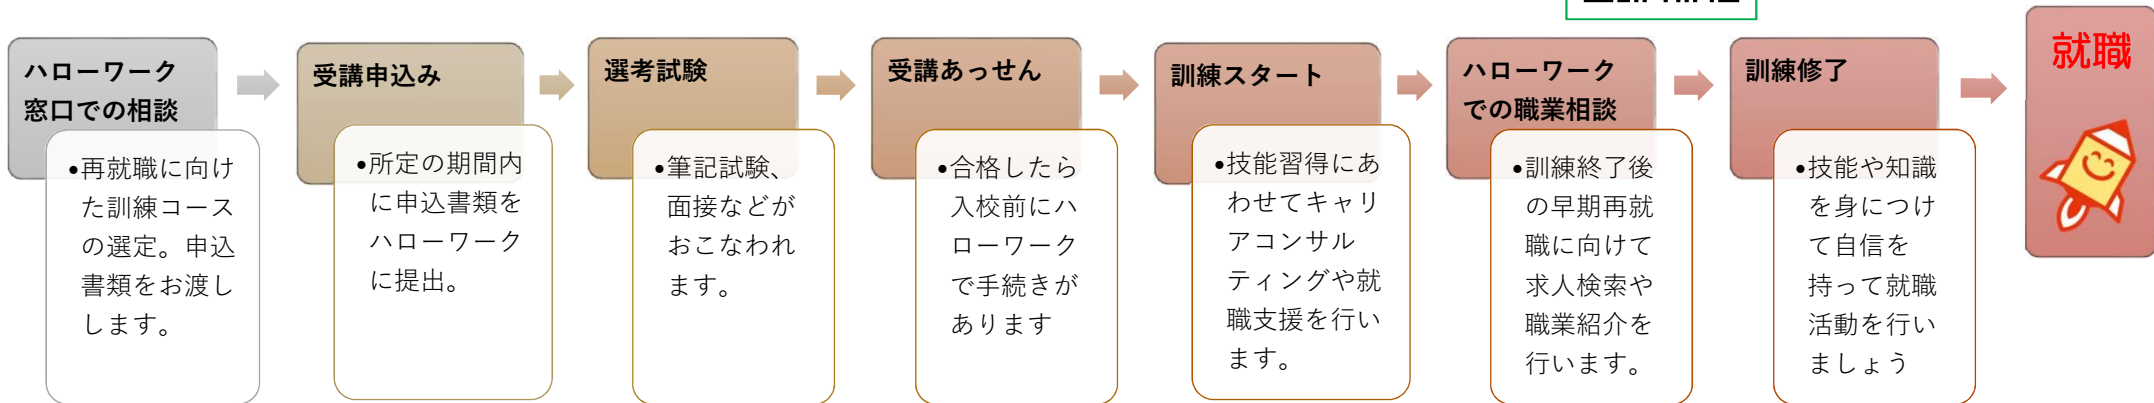 ハローワーク
窓口での相談
•再就職に向け
た訓練コース
の選定。申込
書類をお渡し
します。
受講申込み
•所定の期間内
に申込書類を
ハローワーク
に提出。
選考試験
•筆記試験、
面接などが
おこなわれ
ます。
受講あっせん
•合格したら
入校前にハ
ローワーク
で手続きが
あります
訓練スタート
•技能習得にあ
わせてキャリ
アコンサル
ティングや就
職支援を行い
ます。
ハローワーク
での職業相談
•訓練終了後
の早期再就
職に向けて
求人検索や
職業紹介を
行います。
訓練修了
•技能や知識
を身につけ
て自信を
持って就職
活動を行い
ましょう
就職